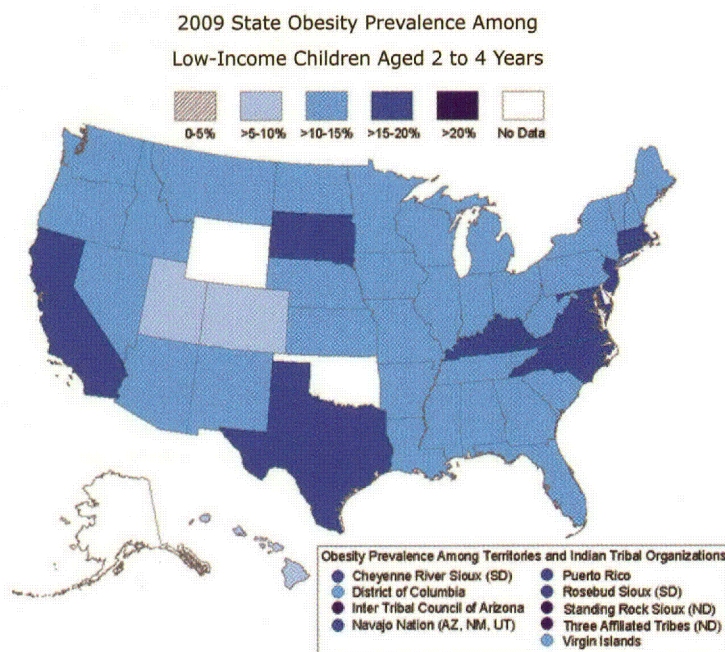 2009 State Obesity Prevalence Among
Low-Income Children Aged 2 to 4 Years
0-5% >5-10% >10-15% >15-20% >20% No Data
Obesity Prevalence Among Territories and Indian Tribal Organizations
Cheyenne River Sioux (SD) Puerto Rico
District of Columbia Rosebud Sioux (SD)
Inter Tribal Council of Arizona Standing Rock Sioux (ND)
Navajo Nation (AZ, NM, UT) Three Affiliated Tribes (ND)
Virgin Islands